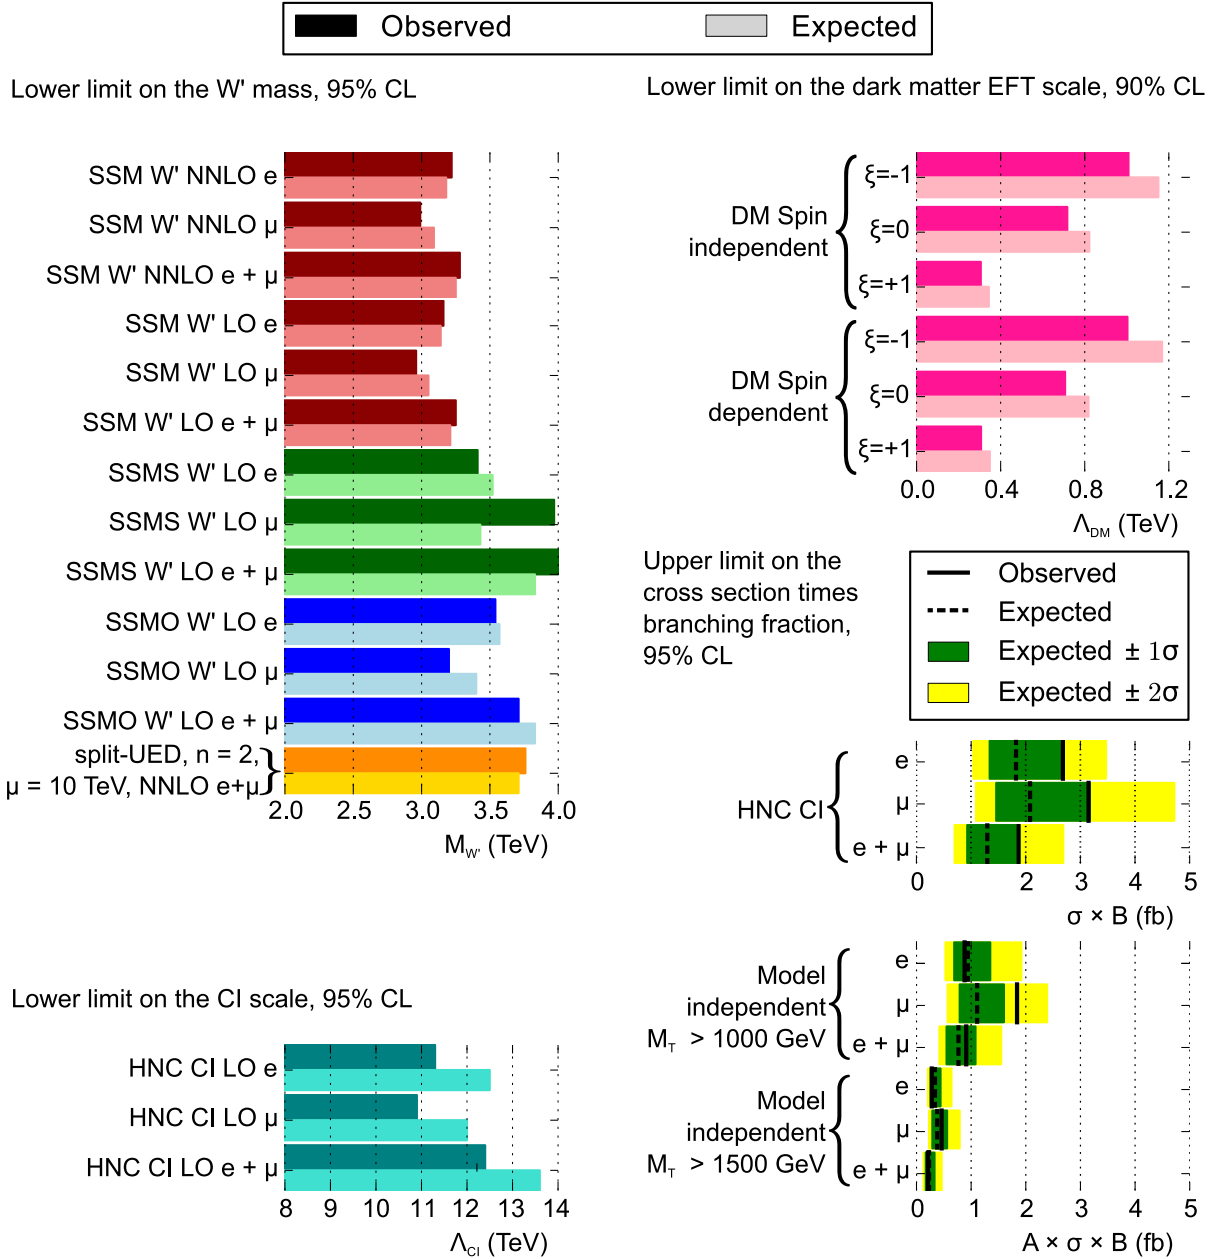 Observed
Expected
Lower limit on the W' mass, 95% CL
SSM W' NNLO e
SSM W' NNLO μ
SSM W' NNLO e + μ
SSM W' LO e
SSM W' LO μ
SSM W' LO e + μ
SSMS W' LO e
SSMS W' LO μ
SSMS W' LO e + μ
SSMO W' LO e
SSMO W' LO μ
SSMO W' LO e + μ
split-UED, n = 2,
μ = 10 TeV, NNLO e+μ
2.0 2.5 3.0 3.5 4.0
M_W' (TeV)
Lower limit on the CI scale, 95% CL
HNC CI LO e
HNC CI LO μ
HNC CI LO e + μ
8 9 10 11 12 13 14
Λ_CI (TeV)
Lower limit on the dark matter EFT scale, 90% CL
DM Spin
independent
ξ=-1
ξ=0
ξ=+1
DM Spin
dependent
ξ=-1
ξ=0
ξ=+1
0.0 0.4 0.8 1.2
Λ_DM (TeV)
Upper limit on the
cross section times
branching fraction,
95% CL
Observed
Expected
Expected ± 1σ
Expected ± 2σ
HNC CI
e
μ
e + μ
0 1 2 3 4 5
σ × B (fb)
Model
independent
M_T > 1000 GeV
e
μ
e + μ
Model
independent
M_T > 1500 GeV
e
μ
e + μ
0 1 2 3 4 5
A × σ × B (fb)